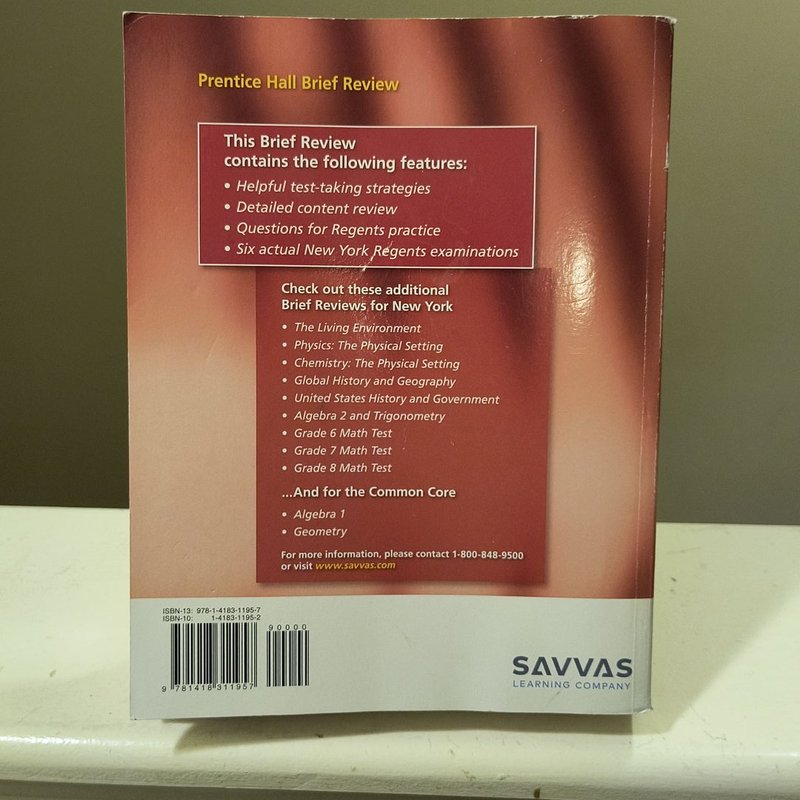 Prentice Hall Brief Review
This Brief Review
contains the following features:
• Helpful test-taking strategies
• Detailed content review
• Questions for Regents practice
• Six actual New York Regents examinations
Check out these additional
Brief Reviews for New York
• The Living Environment
• Physics: The Physical Setting
• Chemistry: The Physical Setting
• Global History and Geography
• United States History and Government
• Algebra 2 and Trigonometry
• Grade 6 Math Test
• Grade 7 Math Test
• Grade 8 Math Test
...And for the Common Core
• Algebra 1
• Geometry
For more information, please contact 1-800-848-9500
or visit www.savvas.com
ISBN-13: 978-1-4183-1195-7
ISBN-10: 1-4183-1195-2
90000
9 781418 311957
SAVVAS
LEARNING COMPANY